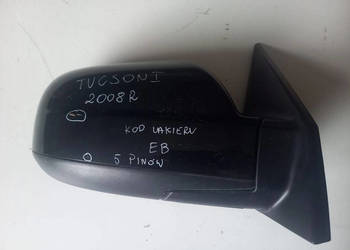 TUCSON I
2008R
KOD LAKIERU
EB
5 PINÓW